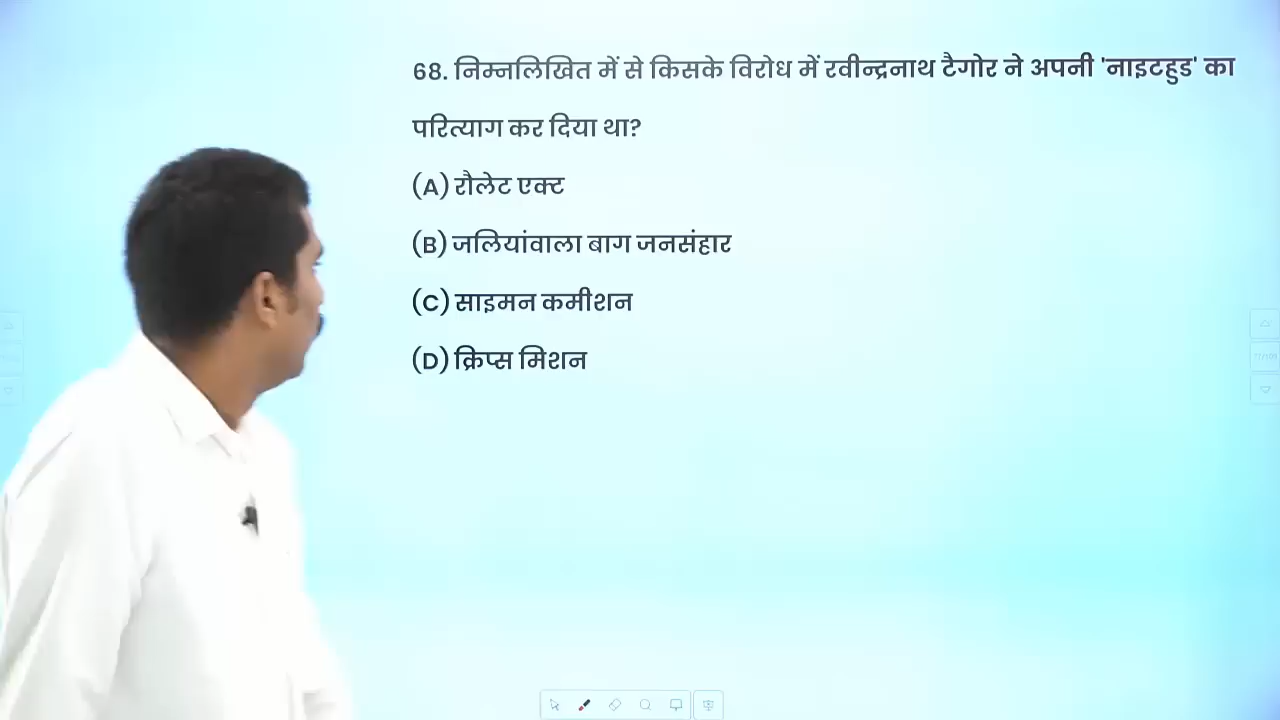 68. निम्नलिखित में से किसके विरोध में रवीन्द्रनाथ टैगोर ने अपनी 'नाइटहुड' का
परित्याग कर दिया था?
(A) रौलेट एक्ट
(B) जलियांवाला बाग जनसंहार
(C) साइमन कमीशन
(D) क्रिप्स मिशन